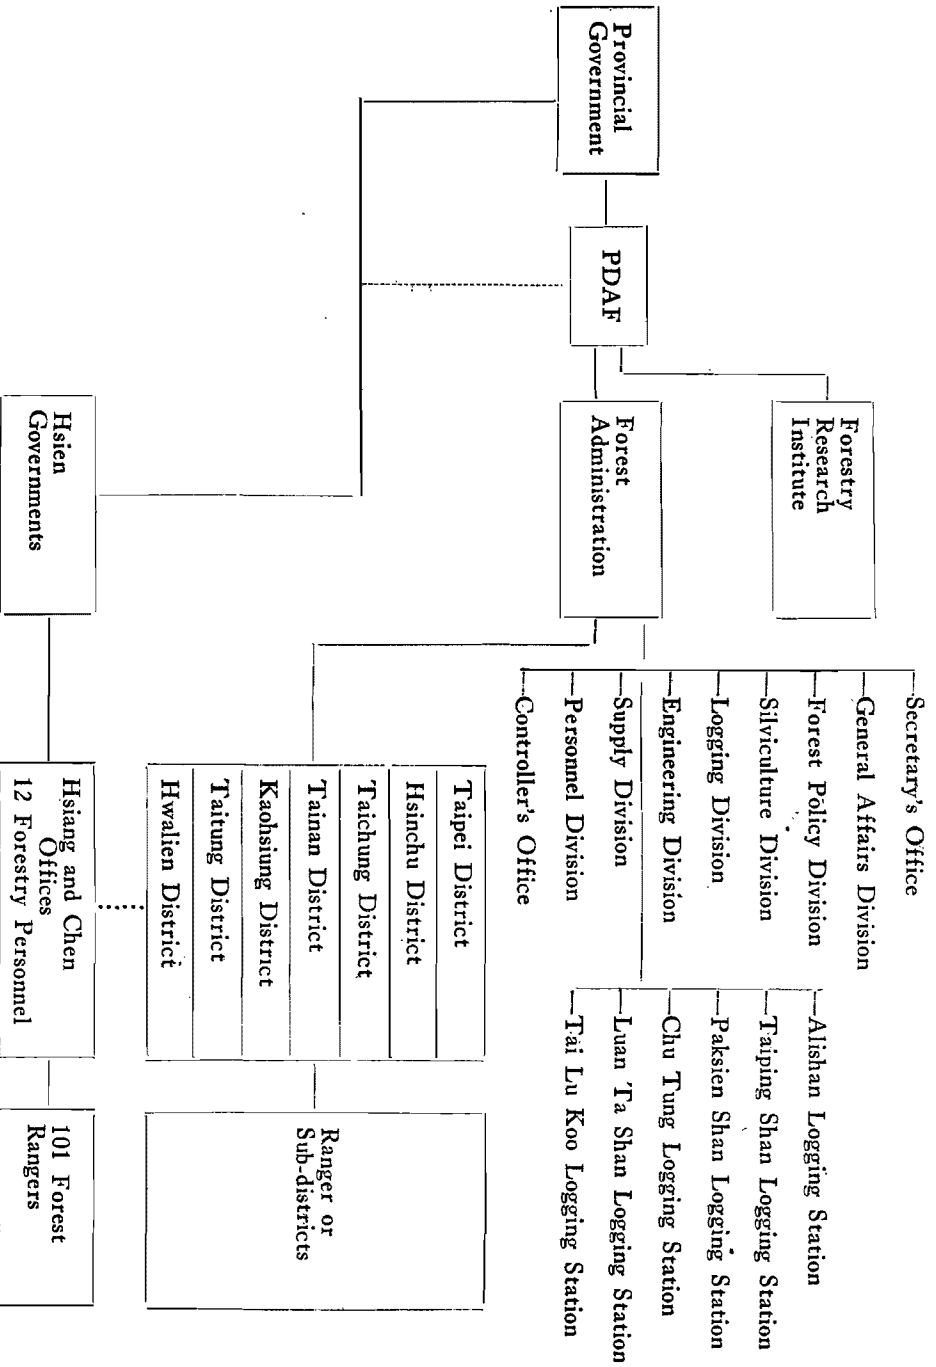 Provincial
Government
PDAF
Forestry
Research
Institute
Forest
Administration
Hsien
Governments
Secretary's Office
General Affairs Division
Forest Policy Division
Silviculture Division
Logging Division
Engineering Division
Supply Division
Personnel Division
Controller's Office
Alishan Logging Station
Taiping Shan Logging Station
Paksien Shan Logging Station
Chu Tung Logging Station
Luan Ta Shan Logging Station
Tai Lu Koo Logging Station
Taipei District
Hsinchu District
Taichung District
Tainan District
Kaohsiung District
Taitung District
Hwalien District
Ranger or
Sub-districts
Hsiang and Chen
Offices
12 Forestry Personnel
101 Forest
Rangers